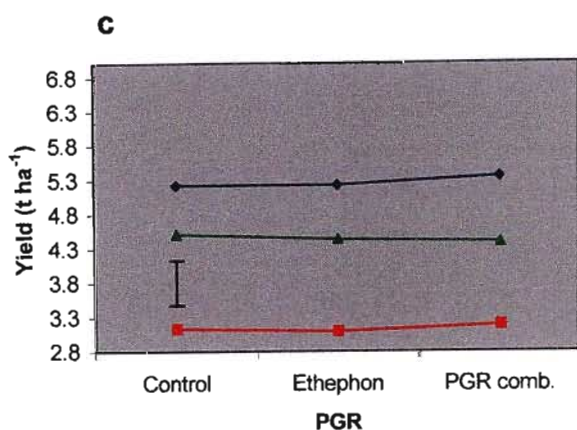 C
6.8
6.3
5.8
5.3
4.8
4.3
3.8
3.3
2.8
Yield (t ha⁻¹)
Control Ethephon PGR comb.
PGR